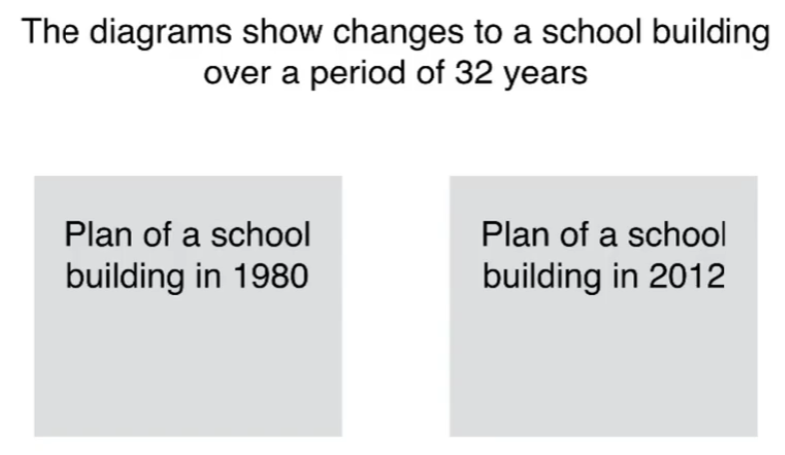 The diagrams show changes to a school building
over a period of 32 years
Plan of a school
building in 1980
Plan of a school
building in 2012